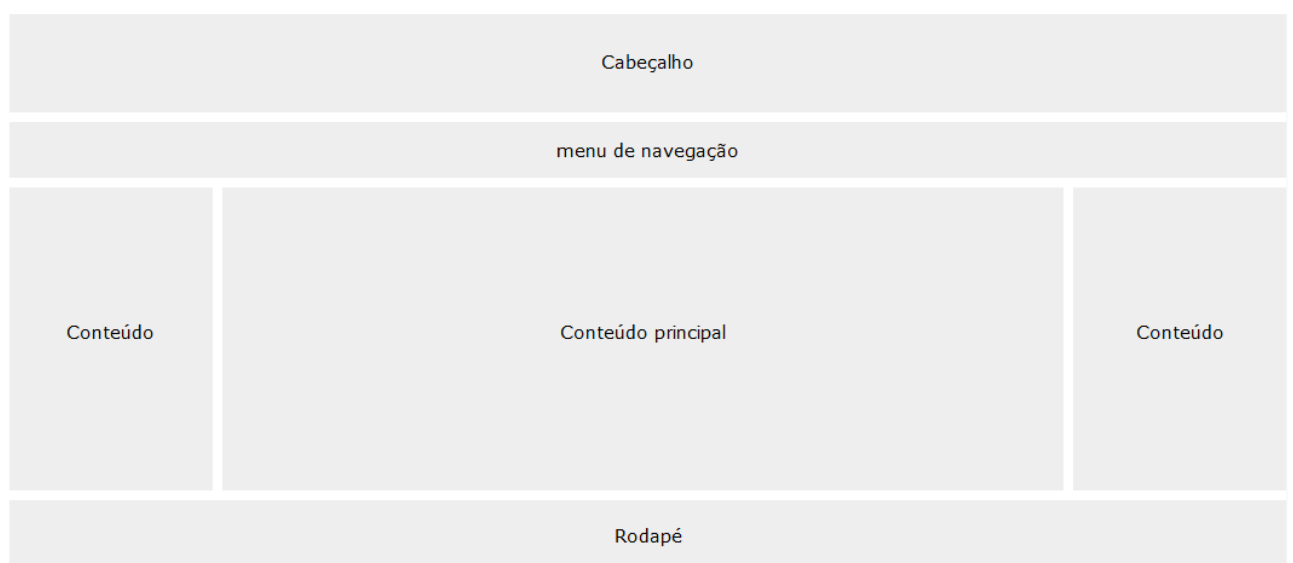 Cabeçalho
menu de navegação
Conteúdo
Conteúdo principal
Conteúdo
Rodapé